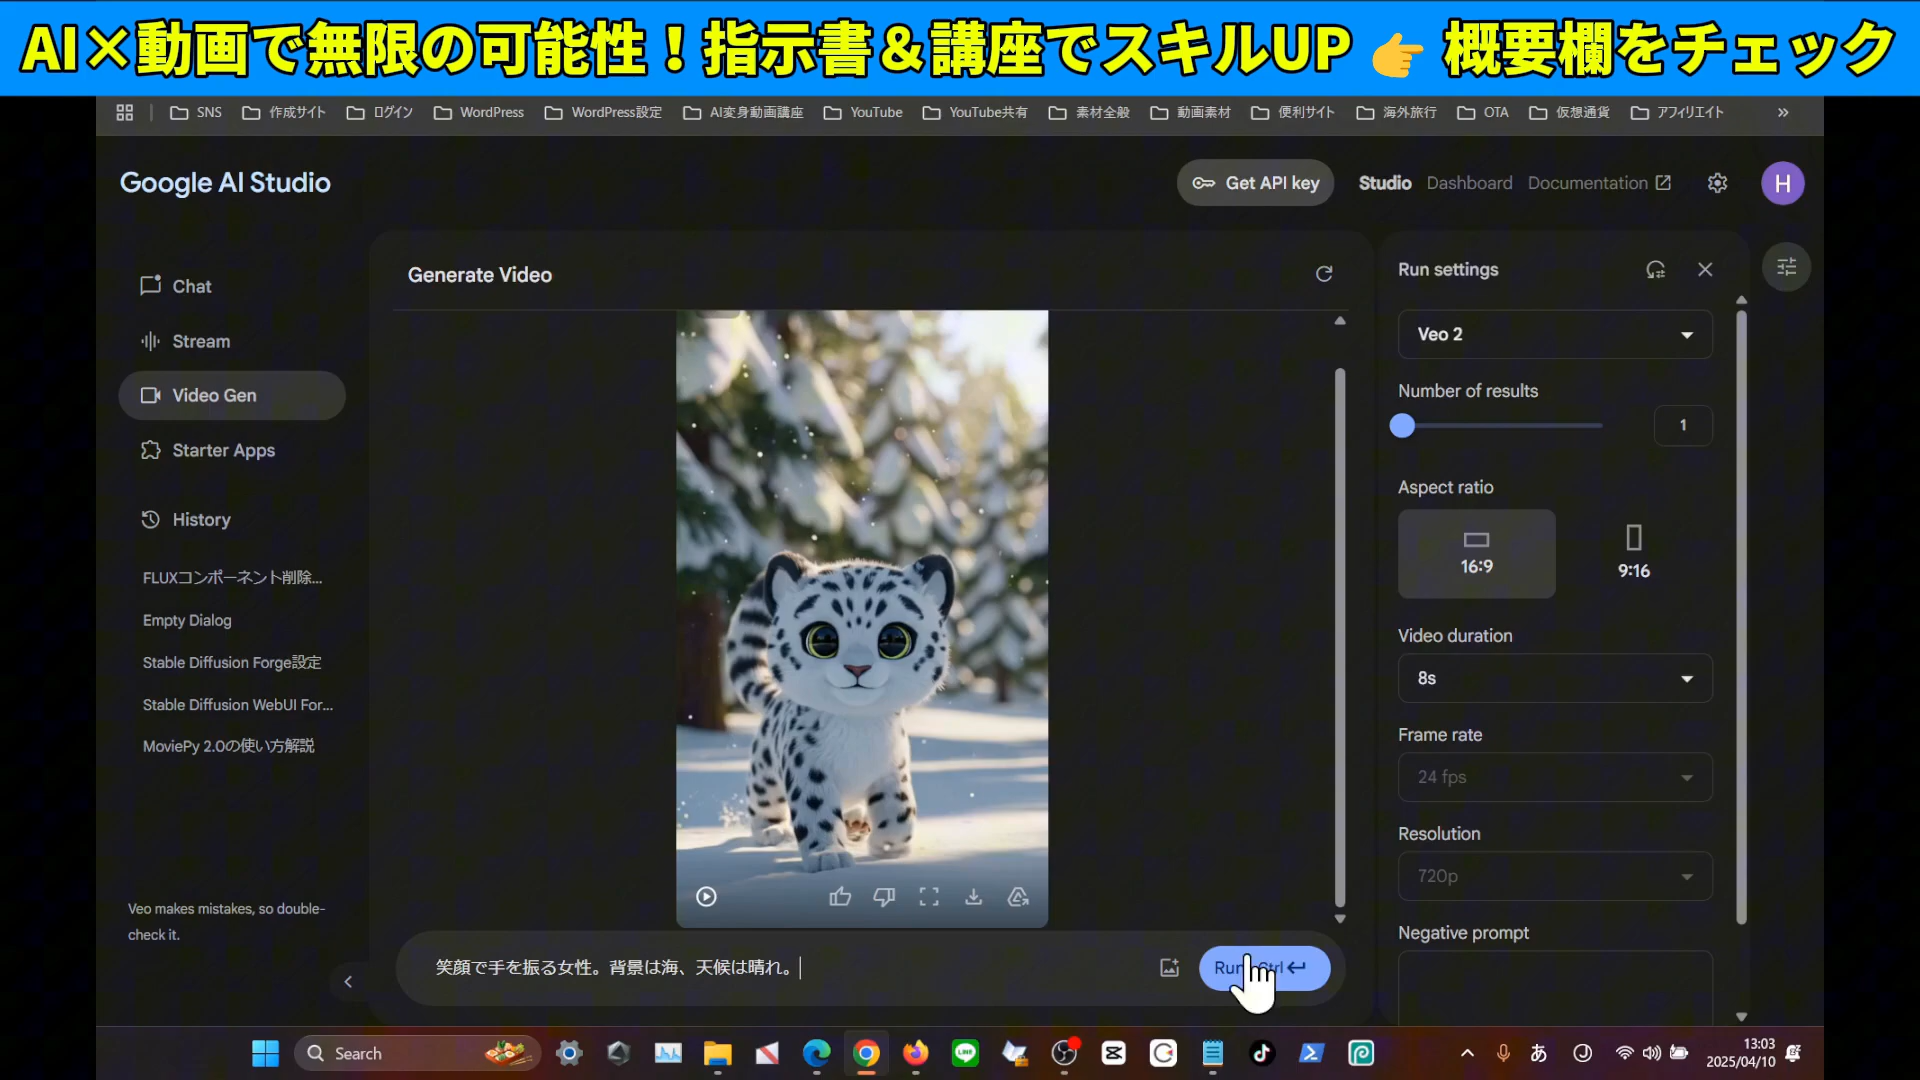 AI×動画で無限の可能性！指示書＆講座でスキルUP 👉 概要欄をチェック
SNS 作成サイト ログイン WordPress WordPress設定 AI変身動画講座 YouTube YouTube共有 素材全般 動画素材 便利サイト 海外旅行 OTA 仮想通貨 アフィリエイト »
Google AI Studio
Get API key
Studio
Dashboard
Documentation
H
Chat
Stream
Video Gen
Starter Apps
History
FLUXコンポーネント削除...
Empty Dialog
Stable Diffusion Forge設定
Stable Diffusion WebUI For...
MoviePy 2.0の使い方解説
Veo makes mistakes, so double-
check it.
Generate Video
笑顔で手を振る女性。背景は海、天候は晴れ。
Run Ctrl
Run settings
Veo 2
Number of results
1
Aspect ratio
16:9
9:16
Video duration
8s
Frame rate
24 fps
Resolution
720p
Negative prompt
Search
LINE
あ
13:03
2025/04/10